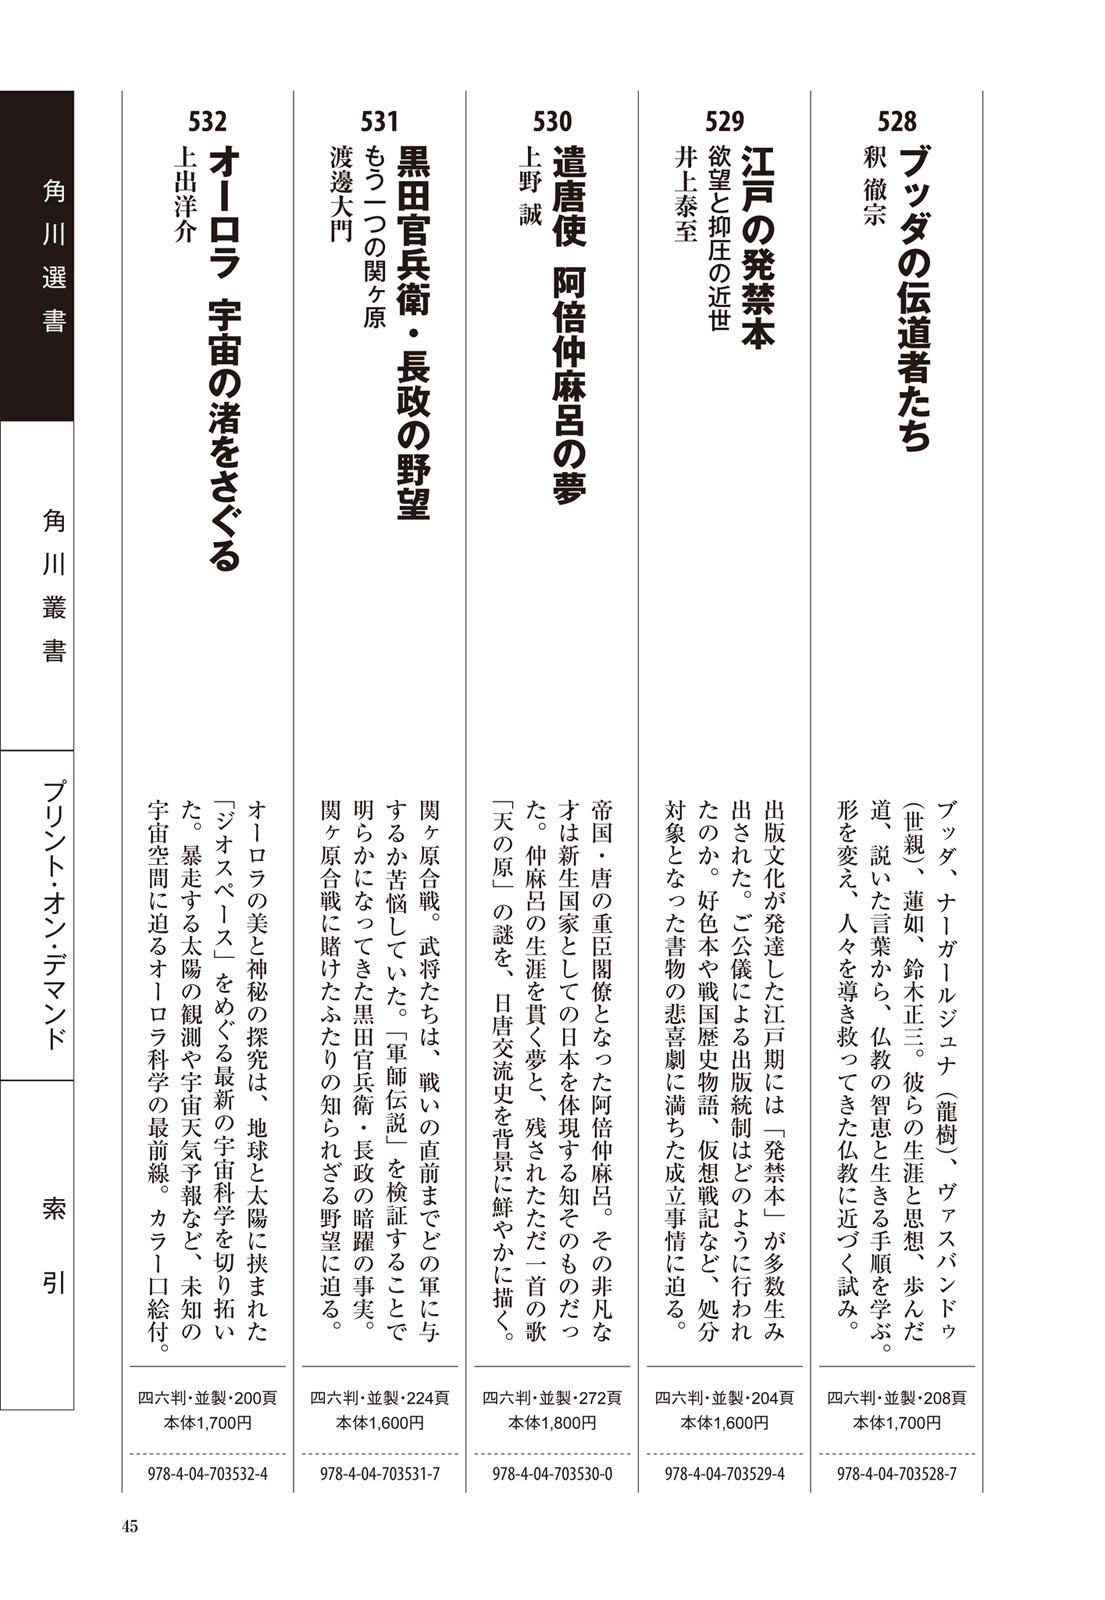 528
ブッダの伝道者たち
釈 徹宗
ブッダ、ナーガールジュナ（龍樹）、ヴァスバンドゥ
（世親）、蓮如、鈴木正三。彼らの生涯と思想、歩んだ
道、説いた言葉から、仏教の智恵と生きる手順を学ぶ。
形を変え、人々を導き救ってきた仏教に近づく試み。
四六判・並製・208頁
本体1,700円
978-4-04-703528-7
529
江戸の発禁本
欲望と抑圧の近世
井上泰至
出版文化が発達した江戸期には「発禁本」が多数生み
出された。ご公儀による出版統制はどのように行われ
たのか。好色本や戦国歴史物語、仮想戦記など、処分
対象となった書物の悲喜劇に満ちた成立事情に迫る。
四六判・並製・204頁
本体1,600円
978-4-04-703529-4
530
遣唐使 阿倍仲麻呂の夢
上野 誠
帝国・唐の重臣閣僚となった阿倍仲麻呂。その非凡な
才は新生国家としての日本を体現する知そのものだっ
た。仲麻呂の生涯を貫く夢と、残されたただ一首の歌
「天の原」の謎を、日唐交流史を背景に鮮やかに描く。
四六判・並製・272頁
本体1,800円
978-4-04-703530-0
531
黒田官兵衛・長政の野望
もう一つの関ヶ原
渡邊大門
関ヶ原合戦。武将たちは、戦いの直前までどの軍に与
するか苦悩していた。「軍師伝説」を検証することで
明らかになってきた黒田官兵衛・長政の暗躍の事実。
関ヶ原合戦に賭けたふたりの知られざる野望に迫る。
四六判・並製・224頁
本体1,600円
978-4-04-703531-7
532
オーロラ 宇宙の渚をさぐる
上出洋介
オーロラの美と神秘の探究は、地球と太陽に挟まれた
「ジオスペース」をめぐる最新の宇宙科学を切り拓い
た。暴走する太陽の観測や宇宙天気予報など、未知の
宇宙空間に迫るオーロラ科学の最前線。カラー口絵付。
四六判・並製・200頁
本体1,700円
978-4-04-703532-4
角川選書
角川叢書
プリント・オン・デマンド
索引
45